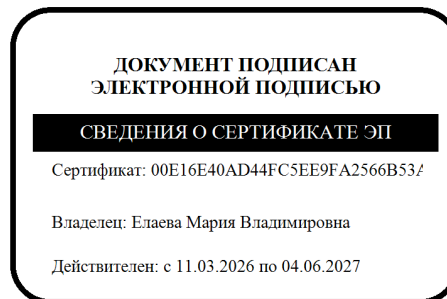 ДОКУМЕНТ ПОДПИСАН
ЭЛЕКТРОННОЙ ПОДПИСЬЮ
СВЕДЕНИЯ О СЕРТИФИКАТЕ ЭП
Сертификат: 00E16E40AD44FC5EE9FA2566B53A
Владелец: Елаева Мария Владимировна
Действителен: с 11.03.2026 по 04.06.2027